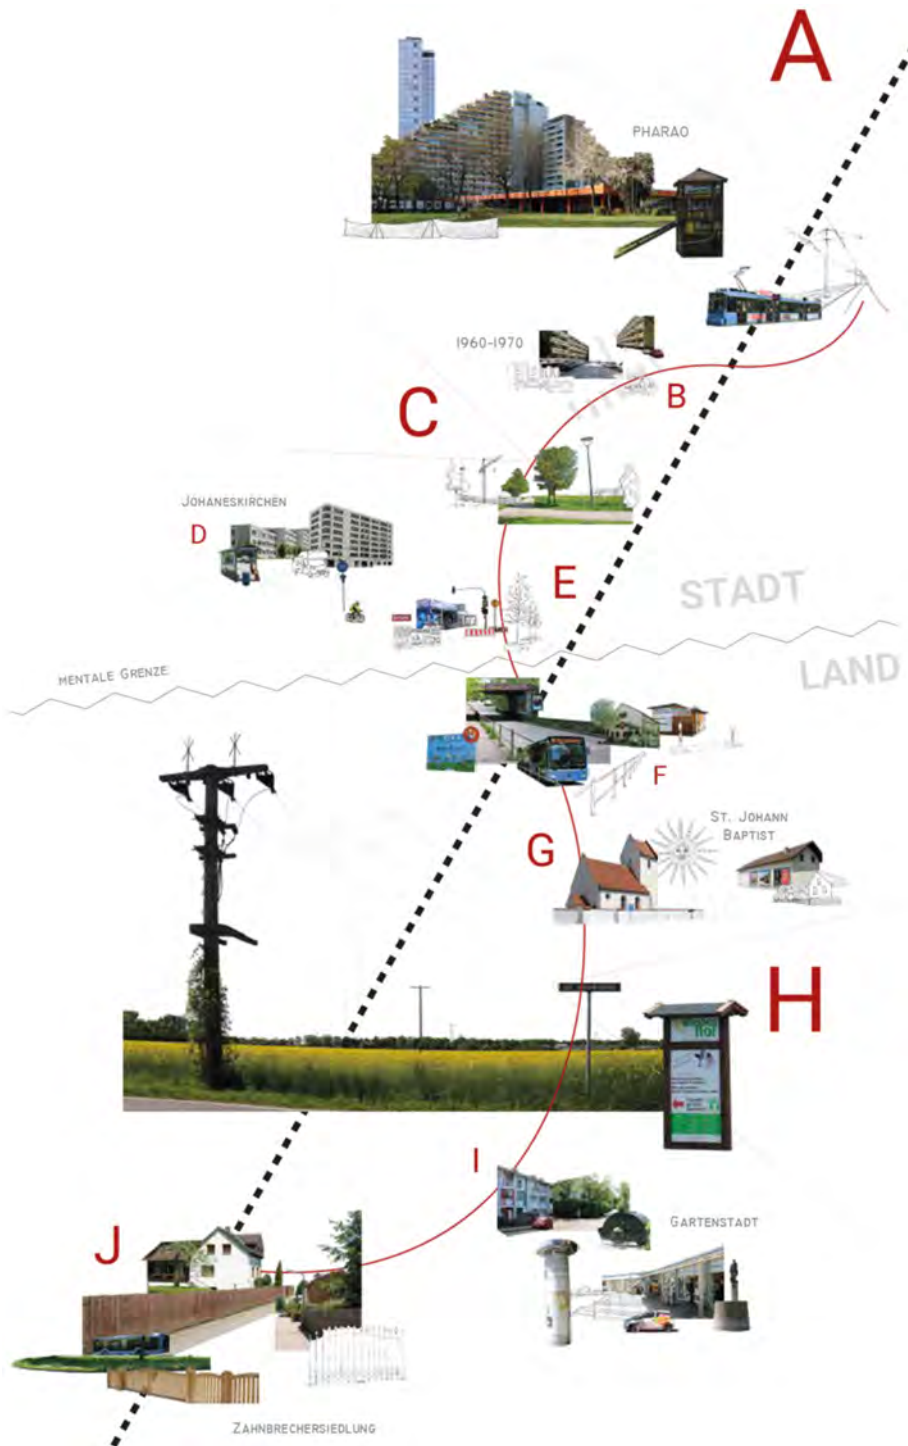 A
PHARAO
1960-1970
B
C
JOHANESKIRCHEN
D
E
STADT
MENTALE GRENZE
LAND
F
ST. JOHANN
BAPTIST
G
H
I
GARTENSTADT
J
ZAHNBRECHERSIEDLUNG